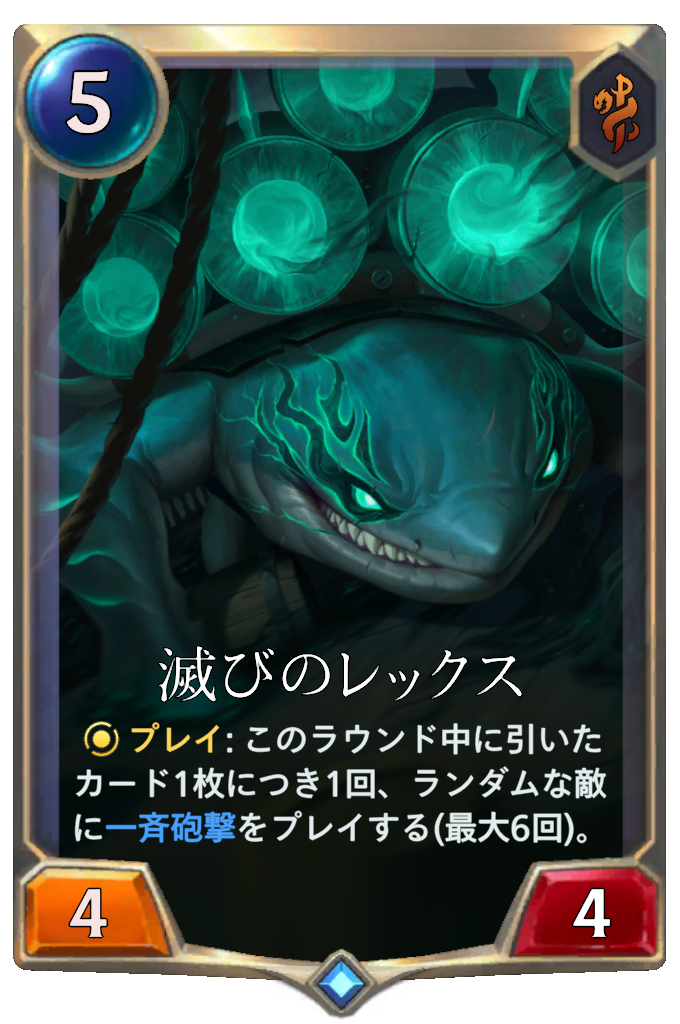 5
滅びのレックス
プレイ: このラウンド中に引いた
カード1枚につき1回、ランダムな敵
に一斉砲撃をプレイする(最大6回)。
4 4